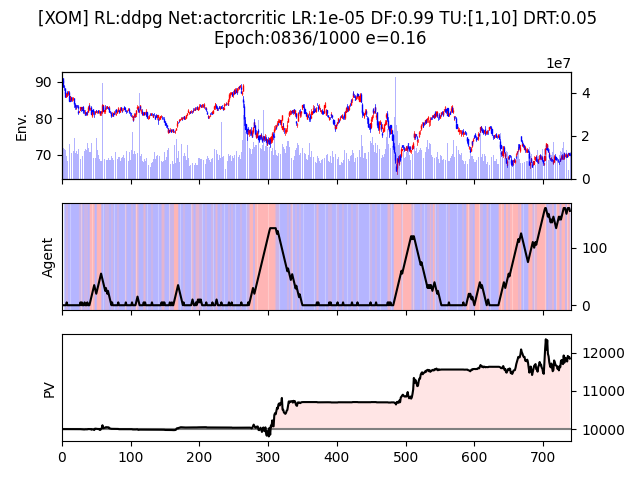 [XOM] RL:ddpg Net:actorcritic LR:1e-05 DF:0.99 TU:[1,10] DRT:0.05
Epoch:0836/1000 e=0.16
1e7
90
80
70
Env.
4
2
0
Agent
100
0
PV
12000
11000
10000
0 100 200 300 400 500 600 700